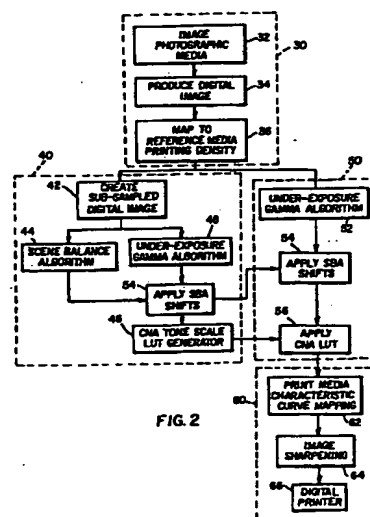 IMAGE
PHOTOGRAPHIC
MEDIA
32
30
PRODUCE DIGITAL
IMAGE
34
MAP TO
REFERENCE MEDIA
PRINTING DENSITY
36
40
42
CREATE
SUB-SAMPLED
DIGITAL IMAGE
44
SCENE BALANCE
ALGORITHM
48
UNDER-EXPOSURE
GAMMA ALGORITHM
54
APPLY SBA
SHIFTS
46
CNA TONE SCALE
LUT GENERATOR
50
UNDER-EXPOSURE
GAMMA ALGORITHM
52
54
APPLY SBA
SHIFTS
56
APPLY
CNA LUT
60
PRINT MEDIA
CHARACTERISTIC
CURVE MAPPING
62
IMAGE
SHARPENING
64
66
DIGITAL
PRINTER
FIG. 2